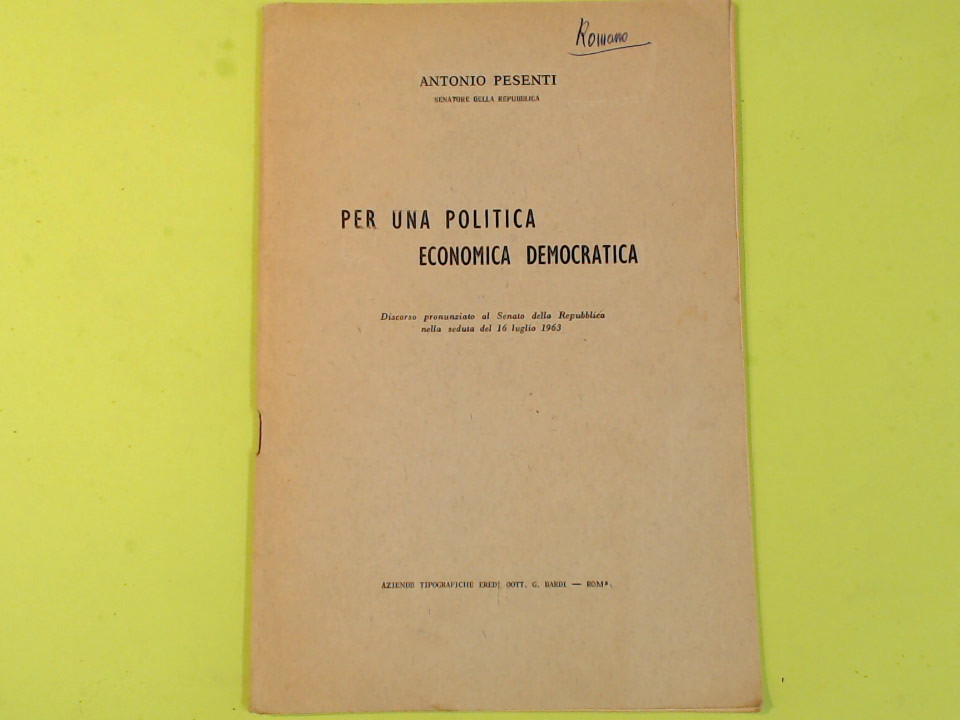 Romano
ANTONIO PESENTI
SENATORE DELLA REPUBBLICA
PER UNA POLITICA
ECONOMICA DEMOCRATICA
Discorso pronunziato al Senato della Repubblica
nella seduta del 16 luglio 1963
AZIENDE TIPOGRAFICHE EREDI DOTT. G. BARDI — ROMA